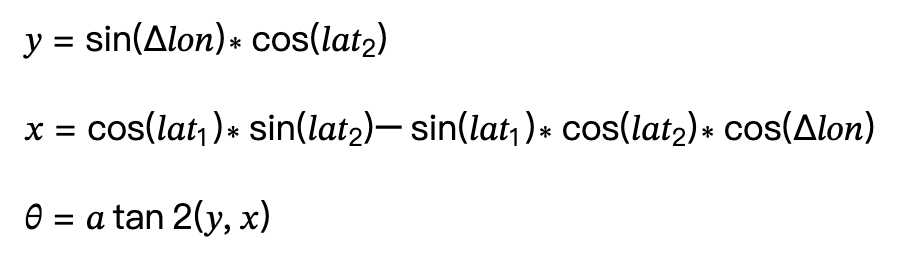 y = sin(Δlon)* cos(lat₂)
x = cos(lat₁)* sin(lat₂)− sin(lat₁)* cos(lat₂)* cos(Δlon)
θ = a tan 2(y, x)